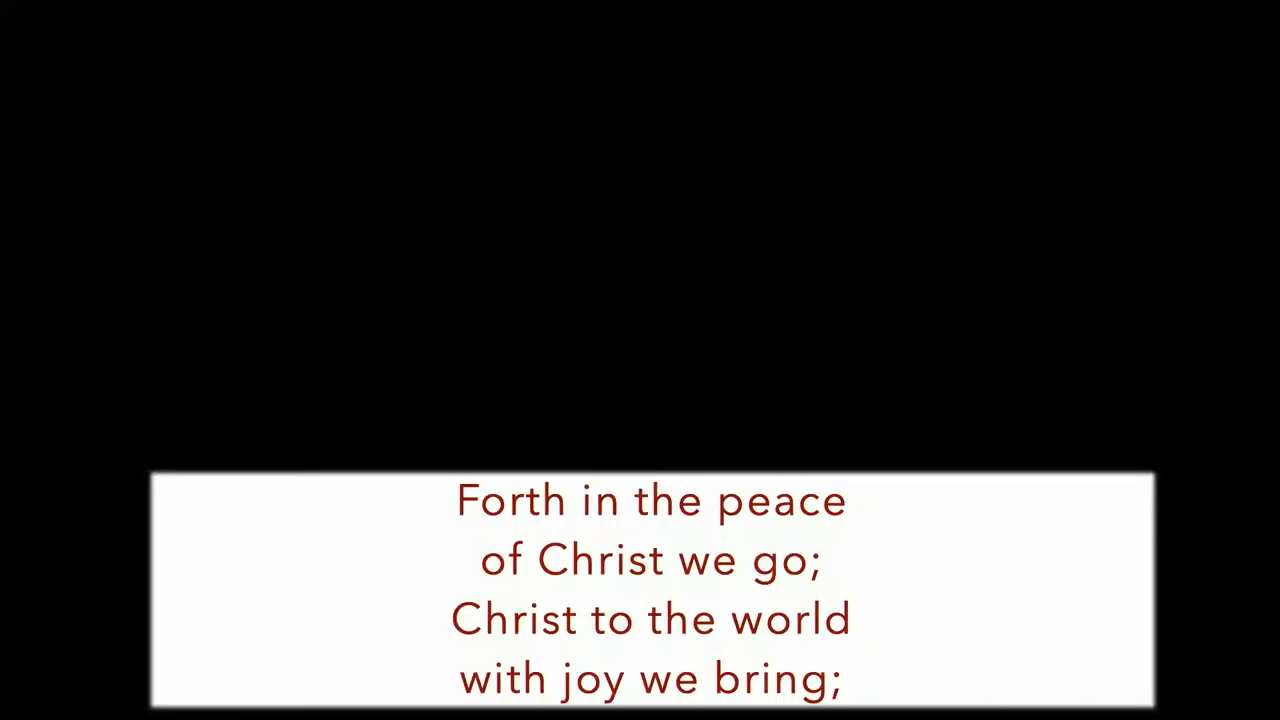 Forth in the peace
of Christ we go;
Christ to the world
with joy we bring;